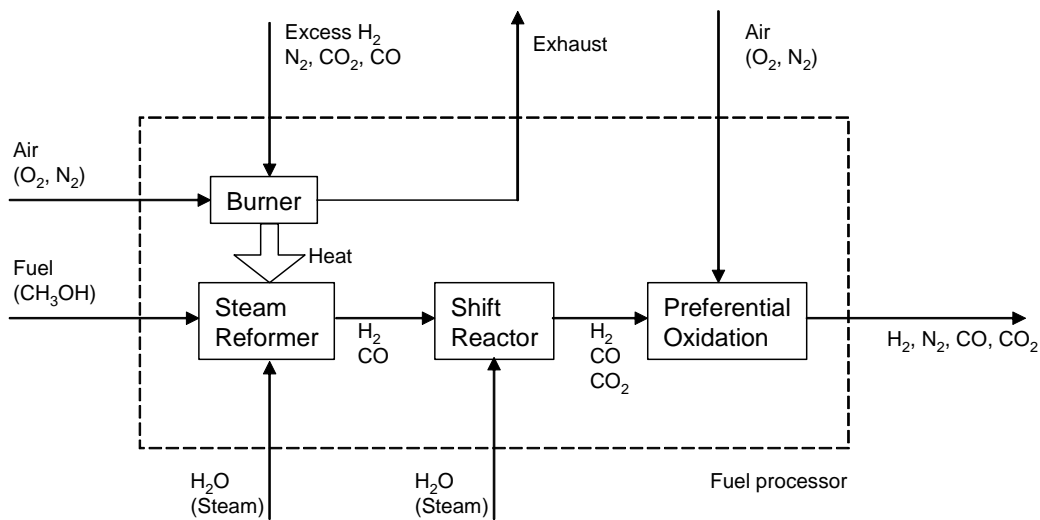 Excess H₂
N₂, CO₂, CO
Exhaust
Air
(O₂, N₂)
Air
(O₂, N₂)
Burner
Heat
Fuel
(CH₃OH)
Steam
Reformer
H₂
CO
Shift
Reactor
H₂
CO
CO₂
Preferential
Oxidation
H₂, N₂, CO, CO₂
H₂O
(Steam)
H₂O
(Steam)
Fuel processor